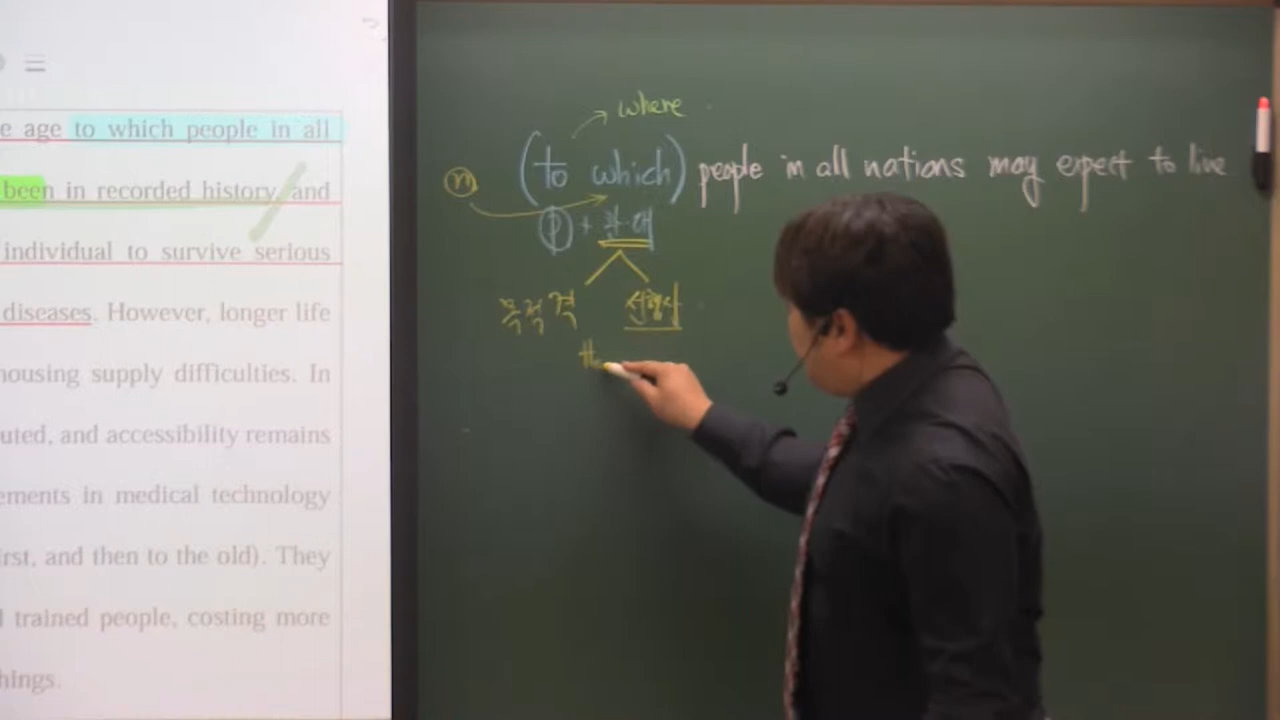 e age to which people in all
been in recorded history, and
individual to survive serious
diseases. However, longer life
housing supply difficulties. In
uted, and accessibility remains
ements in medical technology
irst, and then to the old). They
trained people, costing more
hings.
where
n (to which) people in all nations may expect to live
P + 관·대
목적격 선행사